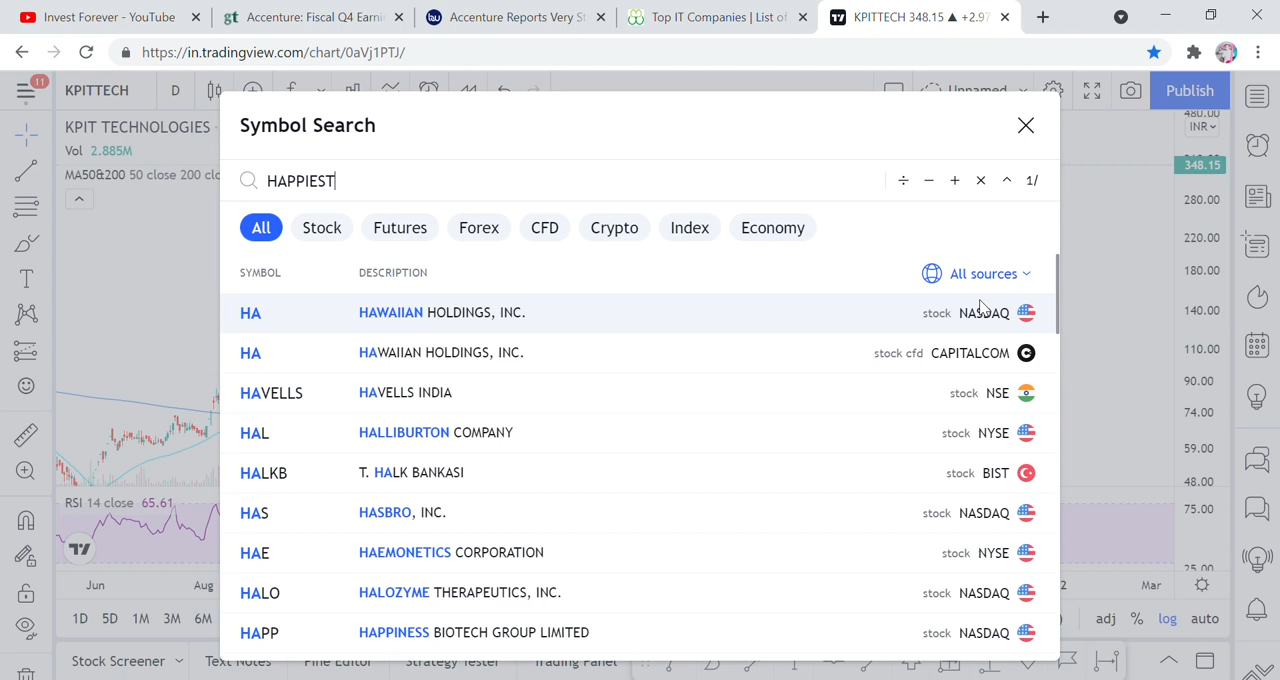 Invest Forever - YouTube
Accenture: Fiscal Q4 Earni
Accenture Reports Very S
Top IT Companies | List of
KPITTECH 348.15 ▲ +2.97
https://in.tradingview.com/chart/0aVj1PTJ/
11
KPITTECH
D
Unnamed
Publish
KPIT TECHNOLOGIES
Vol 2.885M
MA50&200 50 close 200 clo
RSI 14 close 65.61
Jun
Aug
1D 5D 1M 3M 6M
Stock Screener
Text Notes
Pine Editor
Strategy Tester
Trading Panel
Symbol Search
HAPPIEST
÷ − + × ^ 1/
All Stock Futures Forex CFD Crypto Index Economy
SYMBOL DESCRIPTION All sources
HA HAWAIIAN HOLDINGS, INC. stock NASDAQ
HA HAWAIIAN HOLDINGS, INC. stock cfd CAPITALCOM
HAVELLS HAVELLS INDIA stock NSE
HAL HALLIBURTON COMPANY stock NYSE
HALKB T. HALK BANKASI stock BIST
HAS HASBRO, INC. stock NASDAQ
HAE HAEMONETICS CORPORATION stock NYSE
HALO HALOZYME THERAPEUTICS, INC. stock NASDAQ
HAPP HAPPINESS BIOTECH GROUP LIMITED stock NASDAQ
480.00
INR
348.15
280.00
220.00
180.00
140.00
110.00
90.00
74.00
59.00
48.00
75.00
25.00
2
Mar
adj % log auto